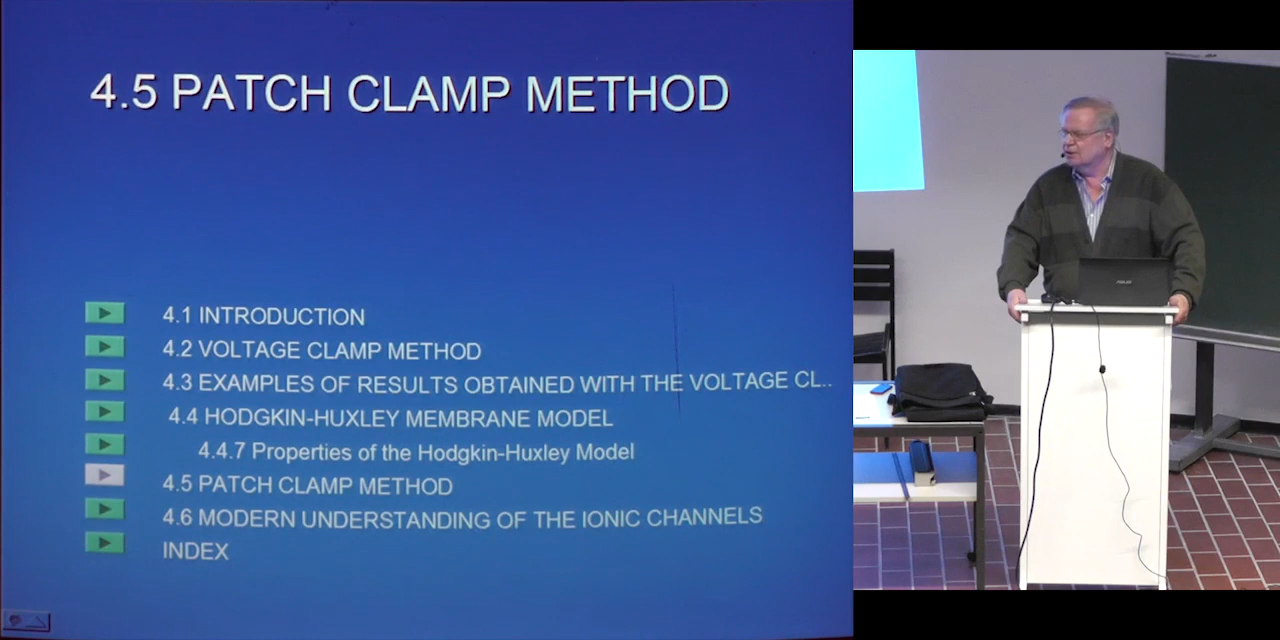 4.5 PATCH CLAMP METHOD
4.1 INTRODUCTION
4.2 VOLTAGE CLAMP METHOD
4.3 EXAMPLES OF RESULTS OBTAINED WITH THE VOLTAGE CL..
4.4 HODGKIN-HUXLEY MEMBRANE MODEL
4.4.7 Properties of the Hodgkin-Huxley Model
4.5 PATCH CLAMP METHOD
4.6 MODERN UNDERSTANDING OF THE IONIC CHANNELS
INDEX
ASUS